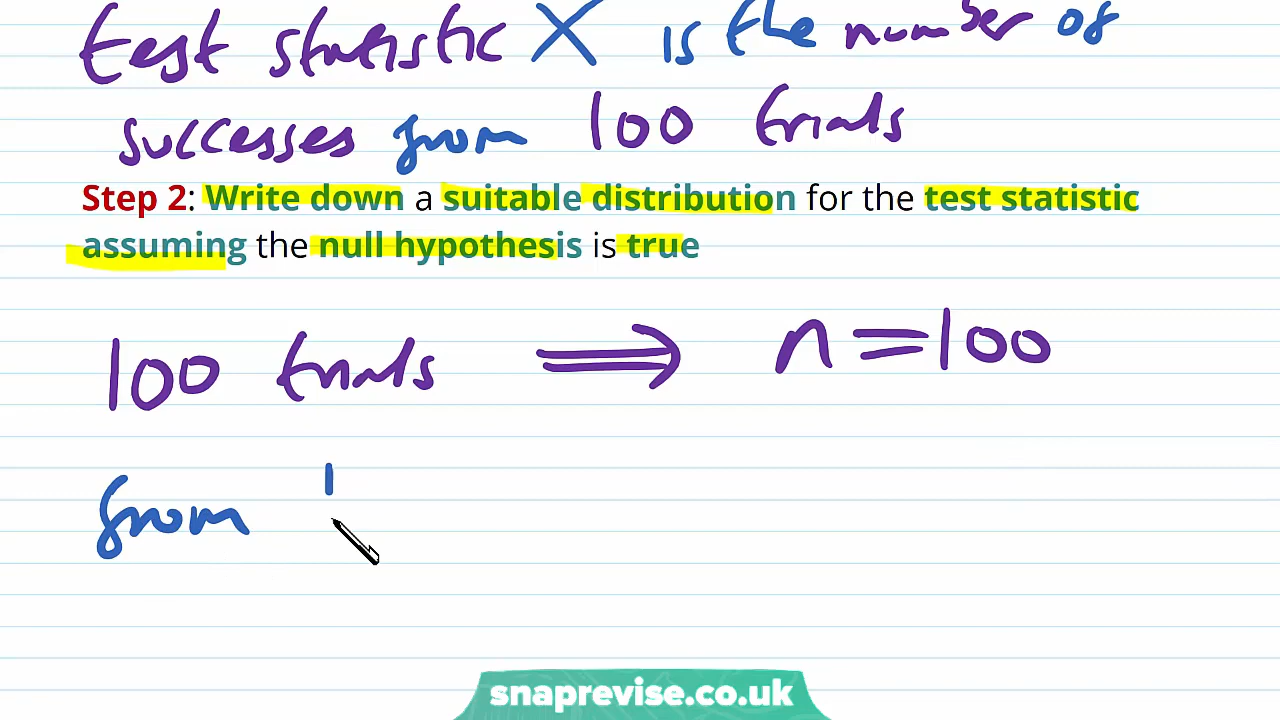 test statistic X is the number of
successes from 100 trials
Step 2: Write down a suitable distribution for the test statistic
assuming the null hypothesis is true
100 trials ⟹ n=100
from
snaprevise.co.uk